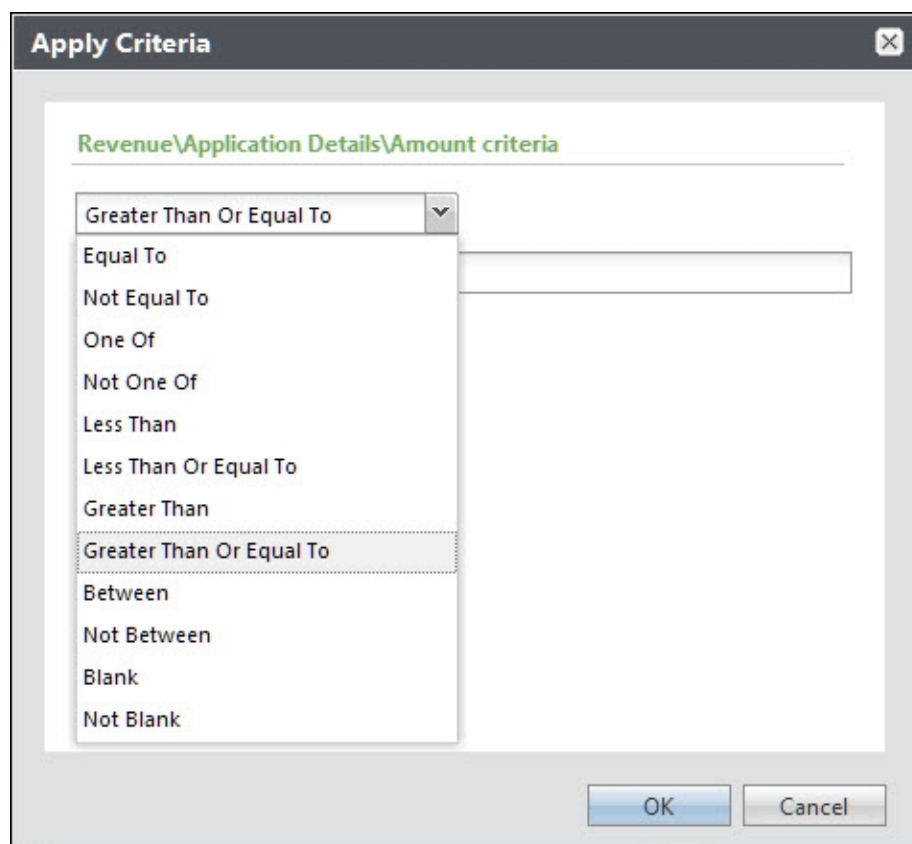 Apply Criteria
Revenue\Application Details\Amount criteria
Greater Than Or Equal To
Equal To
Not Equal To
One Of
Not One Of
Less Than
Less Than Or Equal To
Greater Than
Greater Than Or Equal To
Between
Not Between
Blank
Not Blank
OK
Cancel